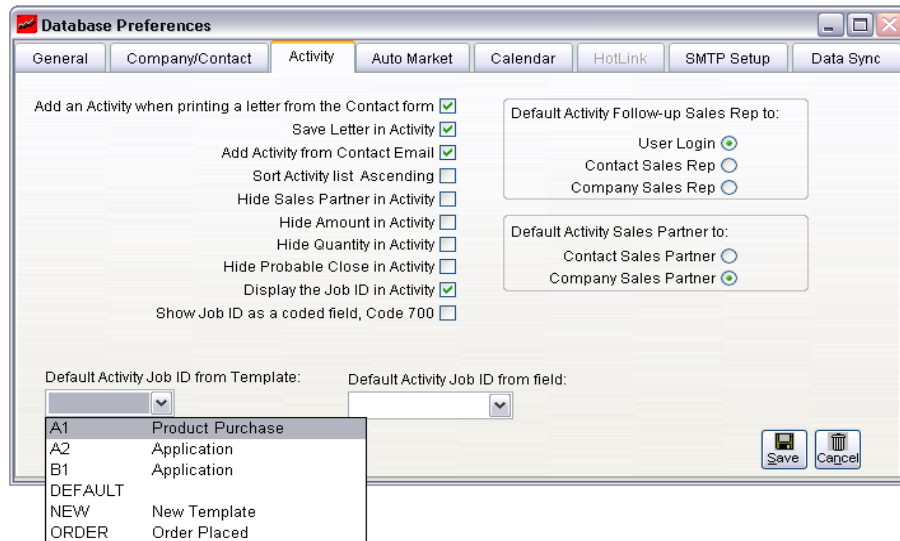 Database Preferences
General Company/Contact Activity Auto Market Calendar HotLink SMTP Setup Data Sync
Add an Activity when printing a letter from the Contact form
Save Letter in Activity
Add Activity from Contact Email
Sort Activity list Ascending
Hide Sales Partner in Activity
Hide Amount in Activity
Hide Quantity in Activity
Hide Probable Close in Activity
Display the Job ID in Activity
Show Job ID as a coded field, Code 700
Default Activity Follow-up Sales Rep to:
User Login
Contact Sales Rep
Company Sales Rep
Default Activity Sales Partner to:
Contact Sales Partner
Company Sales Partner
Default Activity Job ID from Template:
Default Activity Job ID from field:
A1 Product Purchase
A2 Application
B1 Application
DEFAULT
NEW New Template
ORDER Order Placed
Save Cancel